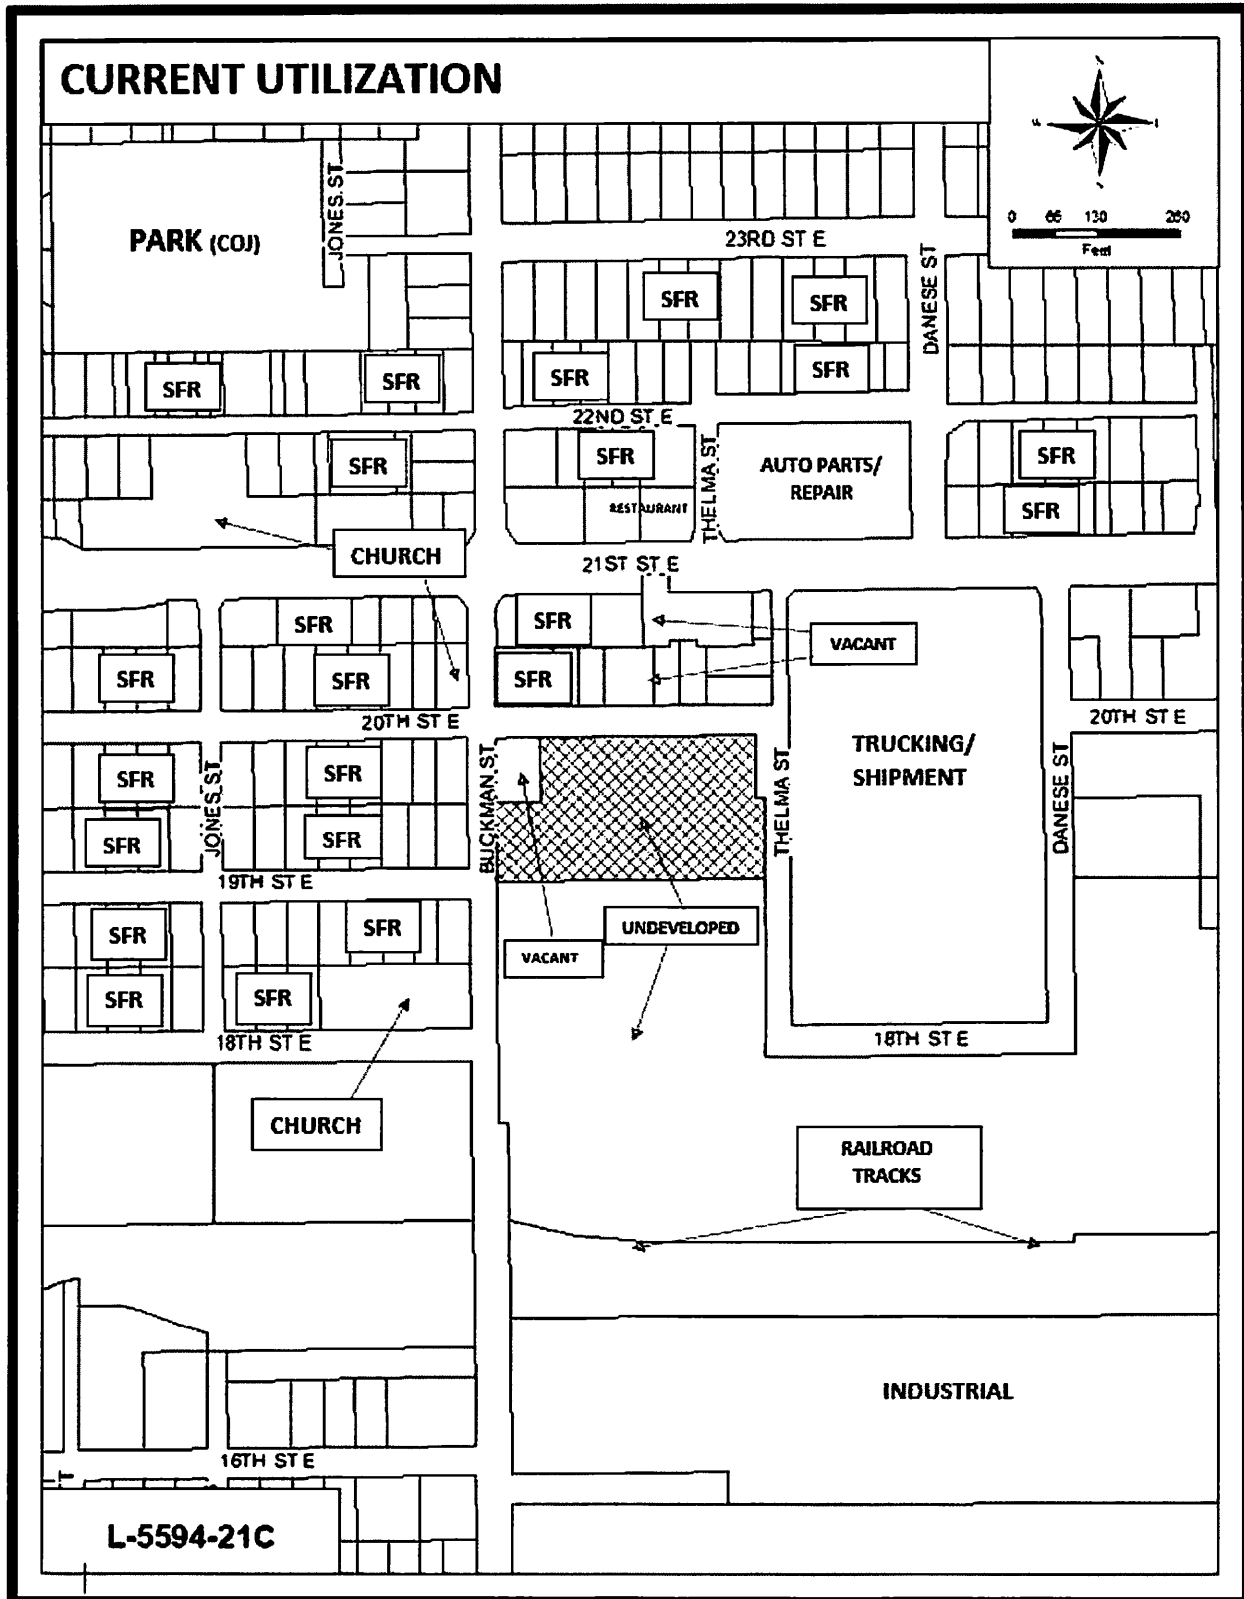 CURRENT UTILIZATION
0 65 130 260
Feet
JONES ST
PARK (COJ)
23RD ST E
DANESE ST
SFR
SFR
SFR
SFR
SFR
SFR
22ND ST E
SFR
SFR
THELMA ST
AUTO PARTS/
REPAIR
SFR
SFR
RESTAURANT
CHURCH
21ST ST E
SFR
SFR
VACANT
SFR
SFR
SFR
20TH ST E
20TH ST E
TRUCKING/
SHIPMENT
SFR
SFR
JONES ST
BUCKMAN ST
THELMA ST
DANESE ST
SFR
SFR
19TH ST E
SFR
SFR
UNDEVELOPED
VACANT
SFR
SFR
18TH ST E
18TH ST E
CHURCH
RAILROAD
TRACKS
INDUSTRIAL
16TH ST E
L-5594-21C